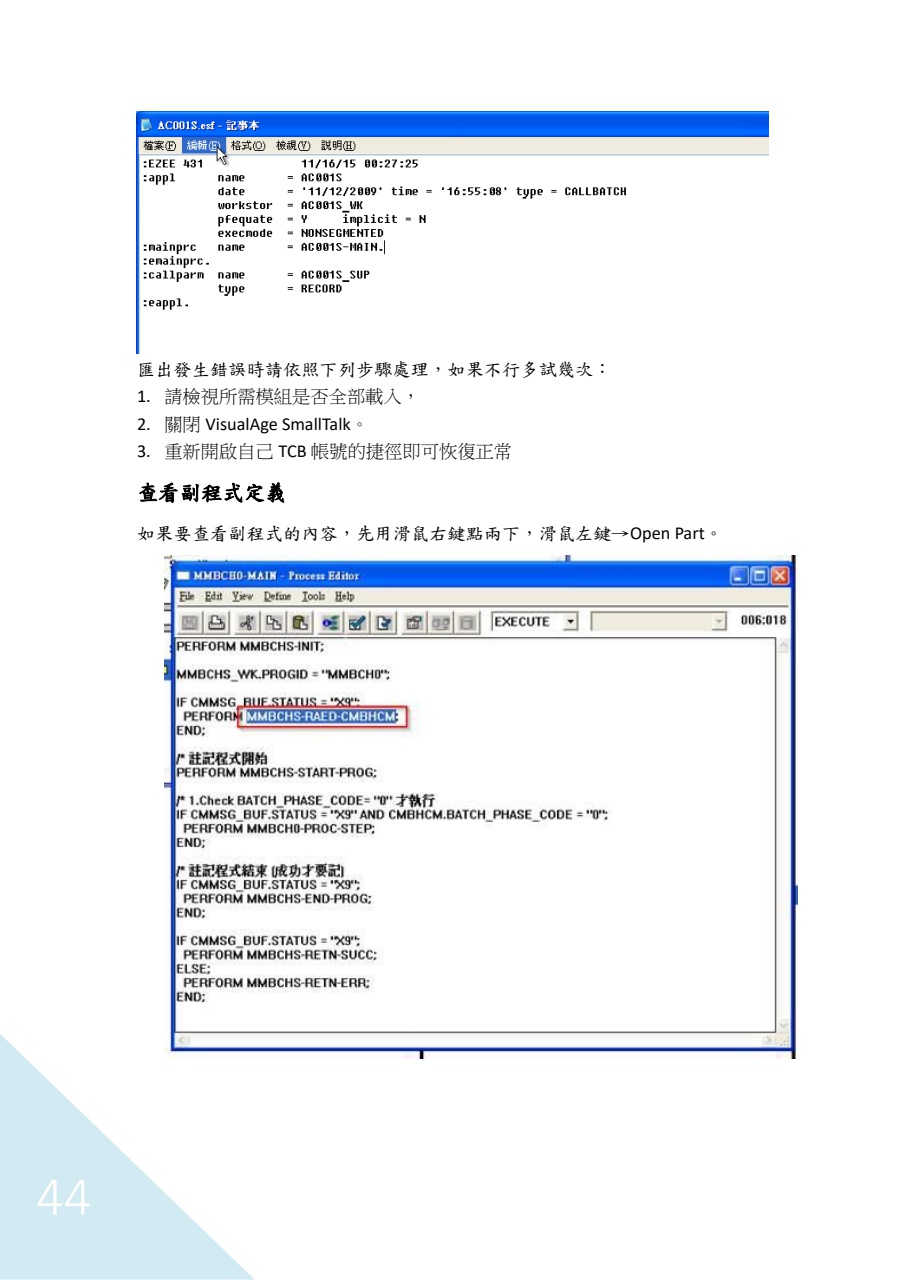 AC001S.esf - 記事本
檔案(F) 編輯(E) 格式(O) 檢視(V) 說明(H)
:EZEE 431 11/16/15 00:27:25
:appl name = AC001S
date = '11/12/2009' time = '16:55:08' type = CALLBATCH
workstor = AC001S_WK
pfequate = Y implicit = N
execmode = NONSEGMENTED
:mainprc name = AC001S-MAIN.
:emainprc.
:callparm name = AC001S_SUP
type = RECORD
:eappl.
匯出發生錯誤時請依照下列步驟處理，如果不行多試幾次：
1. 請檢視所需模組是否全部載入，
2. 關閉 VisualAge SmallTalk。
3. 重新開啟自己 TCB 帳號的捷徑即可恢復正常
查看副程式定義
如果要查看副程式的內容，先用滑鼠右鍵點兩下，滑鼠左鍵→Open Part。
MMBCH0-MAIN - Process Editor
File Edit View Define Tools Help
EXECUTE 006:018
PERFORM MMBCHS-INIT;
MMBCHS_WK.PROGID = "MMBCH0";
IF CMMSG_BUF.STATUS = "X9";
PERFORM MMBCHS-RAED-CMBHCM;
END;
/* 註記程式開始
PERFORM MMBCHS-START-PROG;
/* 1.Check BATCH_PHASE_CODE= "0" 才執行
IF CMMSG_BUF.STATUS = "X9" AND CMBHCM.BATCH_PHASE_CODE = "0";
PERFORM MMBCH0-PROC-STEP;
END;
/* 註記程式結束 (成功才要記)
IF CMMSG_BUF.STATUS = "X9";
PERFORM MMBCHS-END-PROG;
END;
IF CMMSG_BUF.STATUS = "X9";
PERFORM MMBCHS-RETN-SUCC;
ELSE;
PERFORM MMBCHS-RETN-ERR;
END;
44